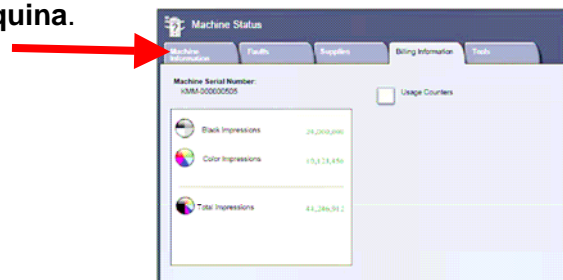 quina.
Machine Status
Machine
Information
Faults
Supplies
Billing Information
Tools
Machine Serial Number:
Usage Counters
Black Impressions
Color Impressions
Total Impressions